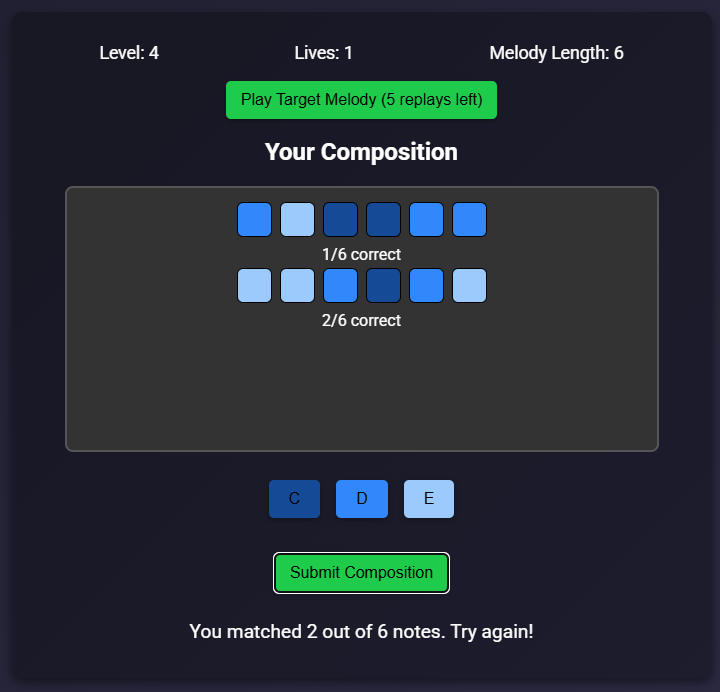 Level: 4 Lives: 1 Melody Length: 6
Play Target Melody (5 replays left)
Your Composition
1/6 correct
2/6 correct
C D E
Submit Composition
You matched 2 out of 6 notes. Try again!